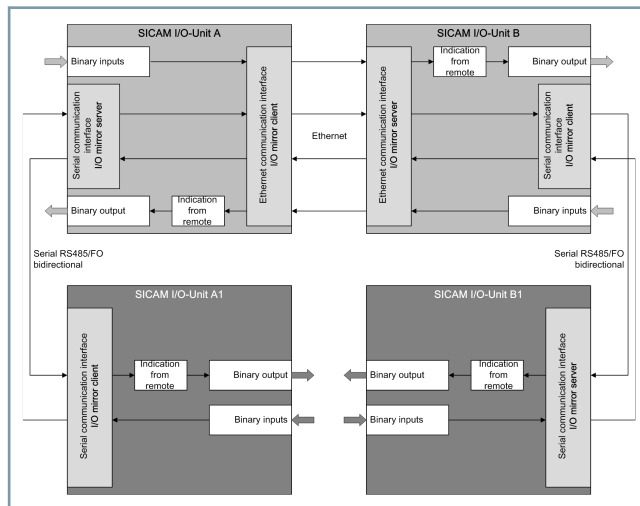 SICAM I/O-Unit A
Binary inputs
Serial communication
interface
I/O mirror server
Ethernet communication interface
I/O mirror client
Binary output
Indication
from
remote
Ethernet
SICAM I/O-Unit B
Ethernet communication interface
I/O mirror server
Indication
from
remote
Binary output
Serial communication
interface
I/O mirror client
Binary inputs
Serial RS485/FO
bidirectional
Serial RS485/FO
bidirectional
SICAM I/O-Unit A1
Serial communication interface
I/O mirror client
Indication
from
remote
Binary output
Binary inputs
SICAM I/O-Unit B1
Binary output
Indication
from
remote
Binary inputs
Serial communication interface
I/O mirror server